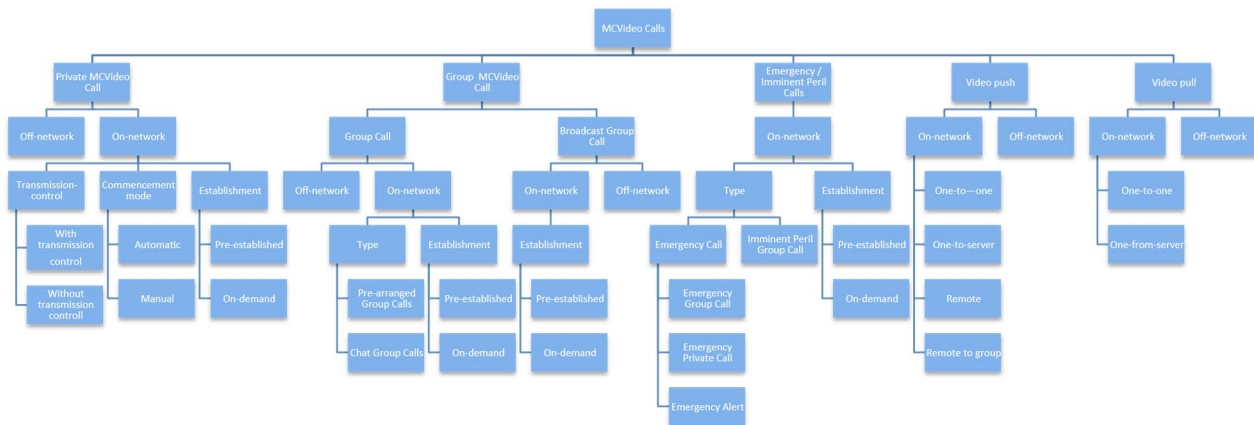 MCVideo Calls
Private MCVideo
Call
Group MCVideo
Call
Emergency /
Imminent Peril
Calls
Video push
Video pull
Off-network
On-network
Group Call
Broadcast Group
Call
On-network
On-network
Off-network
On-network
Off-network
Transmission-
control
Commencement
mode
Establishment
Off-network
On-network
On-network
Off-network
Type
Establishment
One-to—one
One-to-one
With
transmission
control
Automatic
Pre-established
Type
Establishment
Establishment
Emergency Call
Imminent Peril
Group Call
Pre-established
One-to-server
One-from-server
Without
transmission
controll
Manual
On-demand
Pre-arranged
Group Calls
Pre-established
Pre-established
Emergency
Group Call
On-demand
Remote
Chat Group Calls
On-demand
On-demand
Emergency
Private Call
Remote to group
Emergency Alert